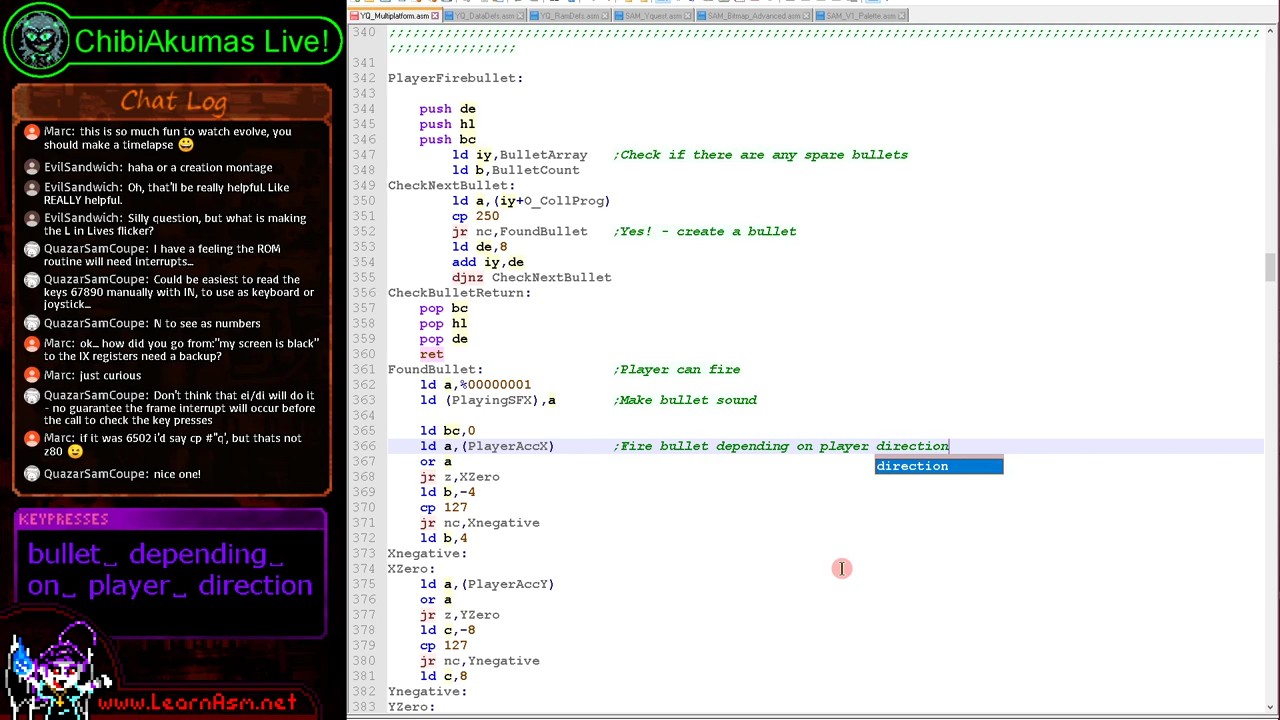 ChibiAkumas Live!
Chat Log
Marc: this is so much fun to watch evolve, you
should make a timelapse 😀
EvilSandwich: haha or a creation montage
EvilSandwich: Oh, that'll be really helpful. Like
REALLY helpful.
EvilSandwich: Silly question, but what is making
the L in Lives flicker?
QuazarSamCoupe: I have a feeling the ROM
routine will need interrupts...
QuazarSamCoupe: Could be easiest to read the
keys 67890 manually with IN, to use as keyboard or
joystick...
QuazarSamCoupe: N to see as numbers
Marc: ok... how did you go from:"my screen is black"
to the IX registers need a backup?
Marc: just curious
QuazarSamCoupe: Don't think that ei/di will do it
- no guarantee the frame interrupt will occur before
the call to check the key presses
Marc: if it was 6502 i'd say cp #"q', but thats not
z80 😉
QuazarSamCoupe: nice one!
KEYPRESSES
bullet_ depending_
on_ player_ direction
www.LearnAsm.net
YQ_Multiplatform.asm YQ_DataDefs.asm YQ_RamDefs.asm SAM_Yquest.asm SAM_Bitmap_Advanced.asm SAM_V1_Palette.asm
340 ;;;;;;;;;;;;;;;;;;;;;;;;;;;;;;;;;;;;;;;;;;;;;;;;;;;;;;;;;;;;;;;;;;;;;;;;;;;;;;;;;;;;;;;;;;;;;;;;;;;;;;;;;;;;;
;;;;;;;;;;;;;;;;
341
342 PlayerFirebullet:
343
344 push de
345 push hl
346 push bc
347 ld iy,BulletArray ;Check if there are any spare bullets
348 ld b,BulletCount
349 CheckNextBullet:
350 ld a,(iy+O_CollProg)
351 cp 250
352 jr nc,FoundBullet ;Yes! - create a bullet
353 ld de,8
354 add iy,de
355 djnz CheckNextBullet
356 CheckBulletReturn:
357 pop bc
358 pop hl
359 pop de
360 ret
361 FoundBullet: ;Player can fire
362 ld a,%00000001
363 ld (PlayingSFX),a ;Make bullet sound
364
365 ld bc,0
366 ld a,(PlayerAccX) ;Fire bullet depending on player direction
direction
367 or a
368 jr z,XZero
369 ld b,-4
370 cp 127
371 jr nc,Xnegative
372 ld b,4
373 Xnegative:
374 XZero:
375 ld a,(PlayerAccY)
376 or a
377 jr z,YZero
378 ld c,-8
379 cp 127
380 jr nc,Ynegative
381 ld c,8
382 Ynegative:
383 YZero: